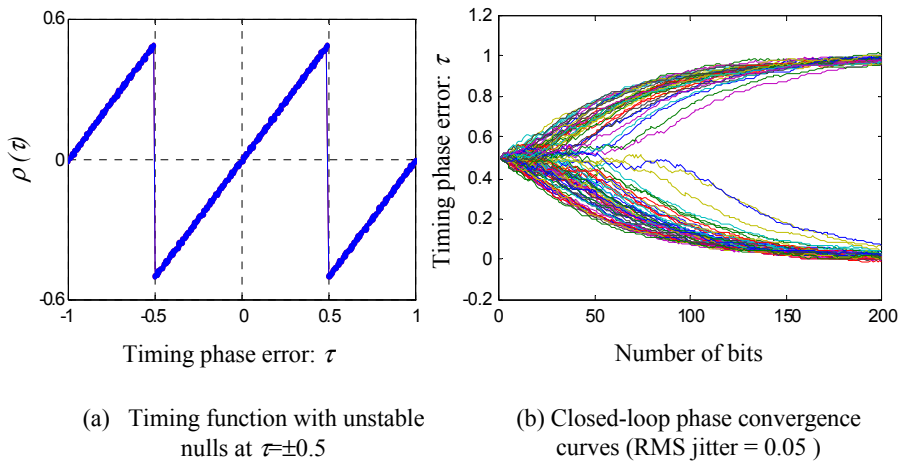 0.6
0
-0.6
-1
-0.5
0
0.5
1
ρ (τ)
Timing phase error: τ
1.2
1
0.8
0.6
0.4
0.2
0
-0.2
0
50
100
150
200
Timing phase error: τ
Number of bits
(a) Timing function with unstable
nulls at τ=±0.5
(b) Closed-loop phase convergence
curves (RMS jitter = 0.05 )